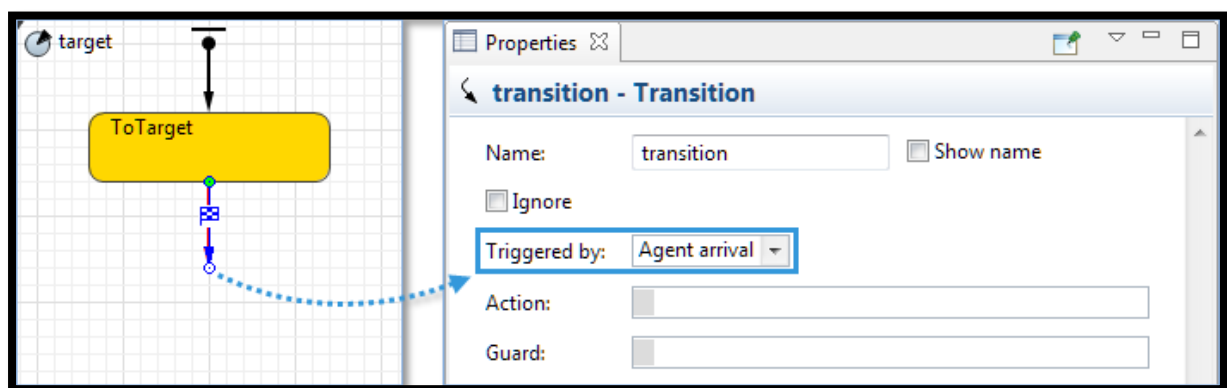 target
ToTarget
Properties
transition - Transition
Name: transition Show name
Ignore
Triggered by: Agent arrival
Action:
Guard: